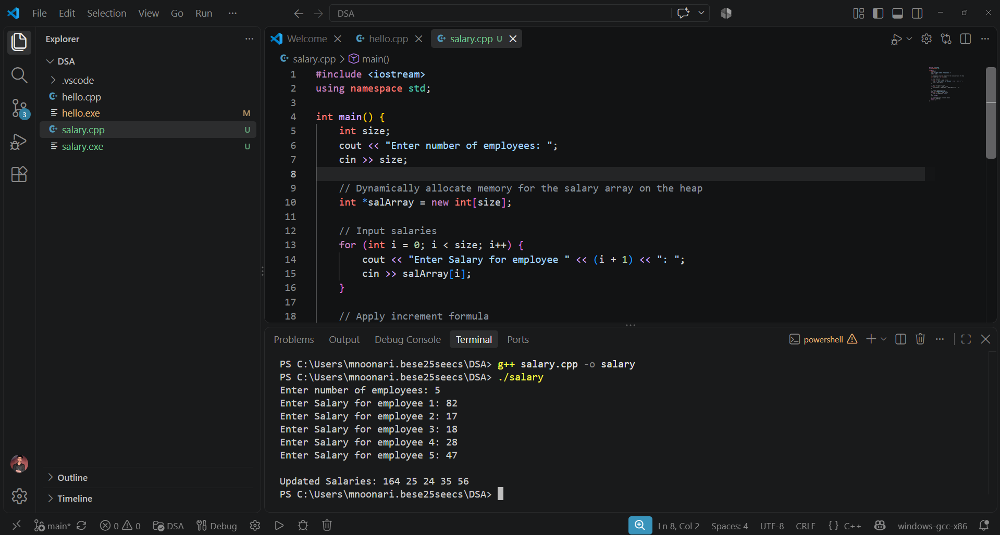 File Edit Selection View Go Run ...
DSA
Explorer
DSA
.vscode
hello.cpp
hello.exe M
salary.cpp U
salary.exe U
3
Outline
Timeline
Welcome hello.cpp salary.cpp U
salary.cpp > main()
1 #include <iostream>
2 using namespace std;
3
4 int main() {
5 int size;
6 cout << "Enter number of employees: ";
7 cin >> size;
8
9 // Dynamically allocate memory for the salary array on the heap
10 int *salArray = new int[size];
11
12 // Input salaries
13 for (int i = 0; i < size; i++) {
14 cout << "Enter Salary for employee " << (i + 1) << ": ";
15 cin >> salArray[i];
16 }
17
18 // Apply increment formula
Problems Output Debug Console Terminal Ports
powershell
PS C:\Users\mnoonari.bese25seecs\DSA> g++ salary.cpp -o salary
PS C:\Users\mnoonari.bese25seecs\DSA> ./salary
Enter number of employees: 5
Enter Salary for employee 1: 82
Enter Salary for employee 2: 17
Enter Salary for employee 3: 18
Enter Salary for employee 4: 28
Enter Salary for employee 5: 47
Updated Salaries: 164 25 24 35 56
PS C:\Users\mnoonari.bese25seecs\DSA>
main* 0 0 DSA Debug Ln 8, Col 2 Spaces: 4 UTF-8 CRLF {} C++ windows-gcc-x86